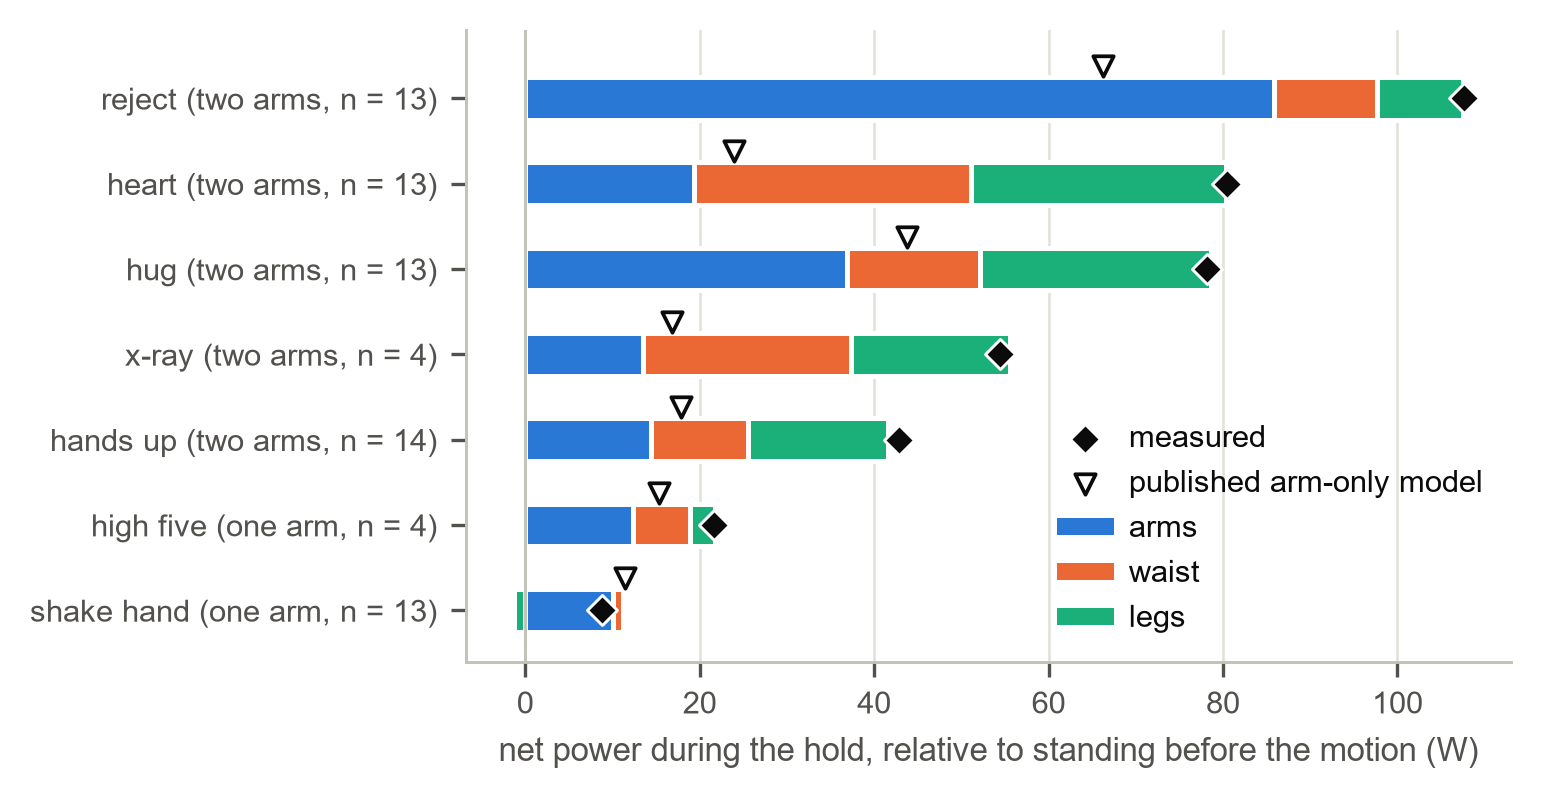 reject (two arms, n = 13)
heart (two arms, n = 13)
hug (two arms, n = 13)
x-ray (two arms, n = 4)
hands up (two arms, n = 14)
high five (one arm, n = 4)
shake hand (one arm, n = 13)
measured
published arm-only model
arms
waist
legs
0 20 40 60 80 100
net power during the hold, relative to standing before the motion (W)